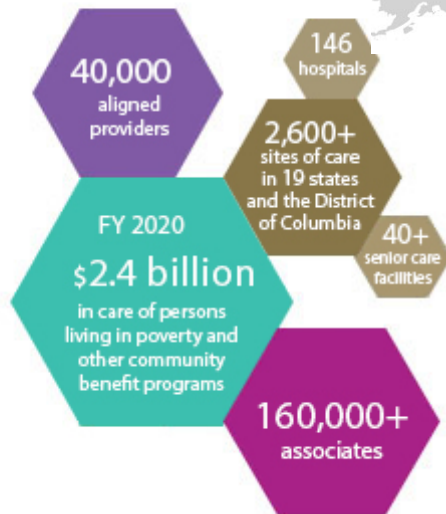 40,000
aligned
providers
146
hospitals
2,600+
sites of care
in 19 states
and the District
of Columbia
40+
senior care
facilities
FY 2020
$2.4 billion
in care of persons
living in poverty and
other community
benefit programs
160,000+
associates